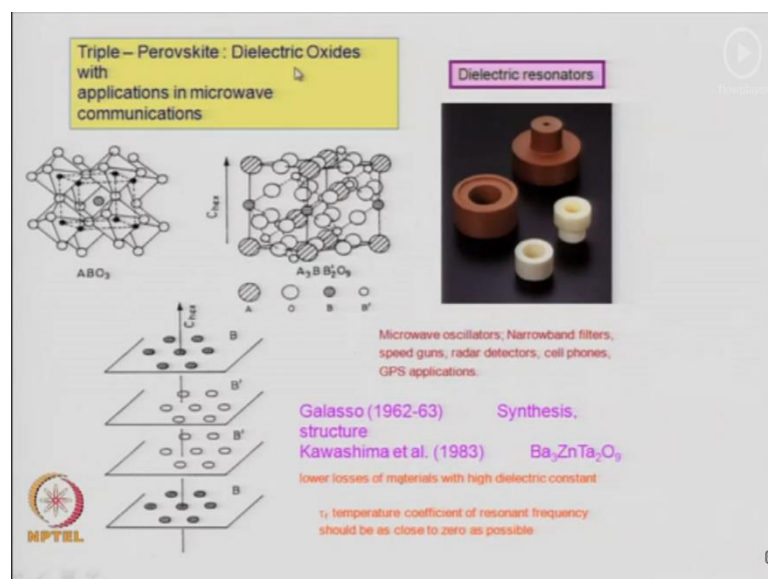 Triple – Perovskite : Dielectric Oxides
with
applications in microwave
communications
Dielectric resonators
C hex
ABO₃
A₃BB'₂O₉
A O B B'
C hex
B
B'
B'
B
Microwave oscillators; Narrowband filters,
speed guns, radar detectors, cell phones,
GPS applications.
Galasso (1962-63) Synthesis,
structure
Kawashima et al. (1983) Ba₃ZnTa₂O₉
lower losses of materials with high dielectric constant
τf temperature coefficient of resonant frequency
should be as close to zero as possible
NPTEL